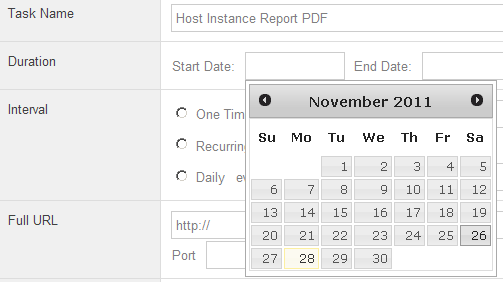 Task Name Host Instance Report PDF
Duration Start Date: End Date:
November 2011
Su Mo Tu We Th Fr Sa
1 2 3 4 5
6 7 8 9 10 11 12
13 14 15 16 17 18 19
20 21 22 23 24 25 26
27 28 29 30
Interval One Tim
Recurring
Daily ev
Full URL http://
Port